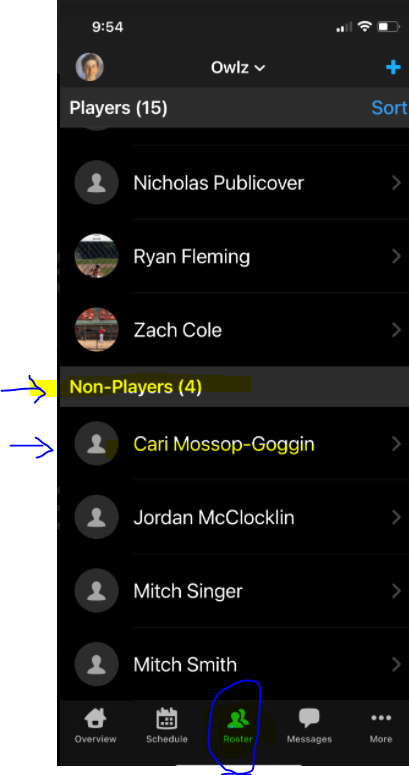 9:54
Owlz
Players (15) Sort
Nicholas Publicover
Ryan Fleming
Zach Cole
Non-Players (4)
Cari Mossop-Goggin
Jordan McClocklin
Mitch Singer
Mitch Smith
Overview Schedule Roster Messages More